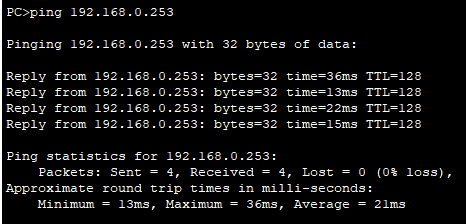 PC>ping 192.168.0.253
Pinging 192.168.0.253 with 32 bytes of data:
Reply from 192.168.0.253: bytes=32 time=36ms TTL=128
Reply from 192.168.0.253: bytes=32 time=13ms TTL=128
Reply from 192.168.0.253: bytes=32 time=22ms TTL=128
Reply from 192.168.0.253: bytes=32 time=15ms TTL=128
Ping statistics for 192.168.0.253:
    Packets: Sent = 4, Received = 4, Lost = 0 (0% loss),
Approximate round trip times in milli-seconds:
    Minimum = 13ms, Maximum = 36ms, Average = 21ms